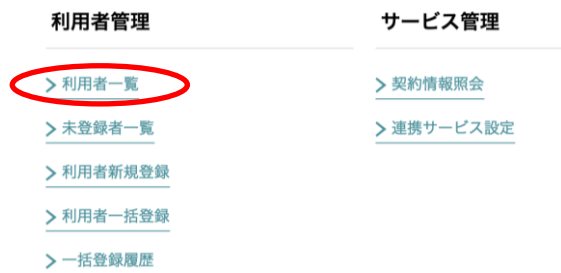 利用者管理
利用者一覧
未登録者一覧
利用者新規登録
利用者一括登録
一括登録履歴
サービス管理
契約情報照会
連携サービス設定